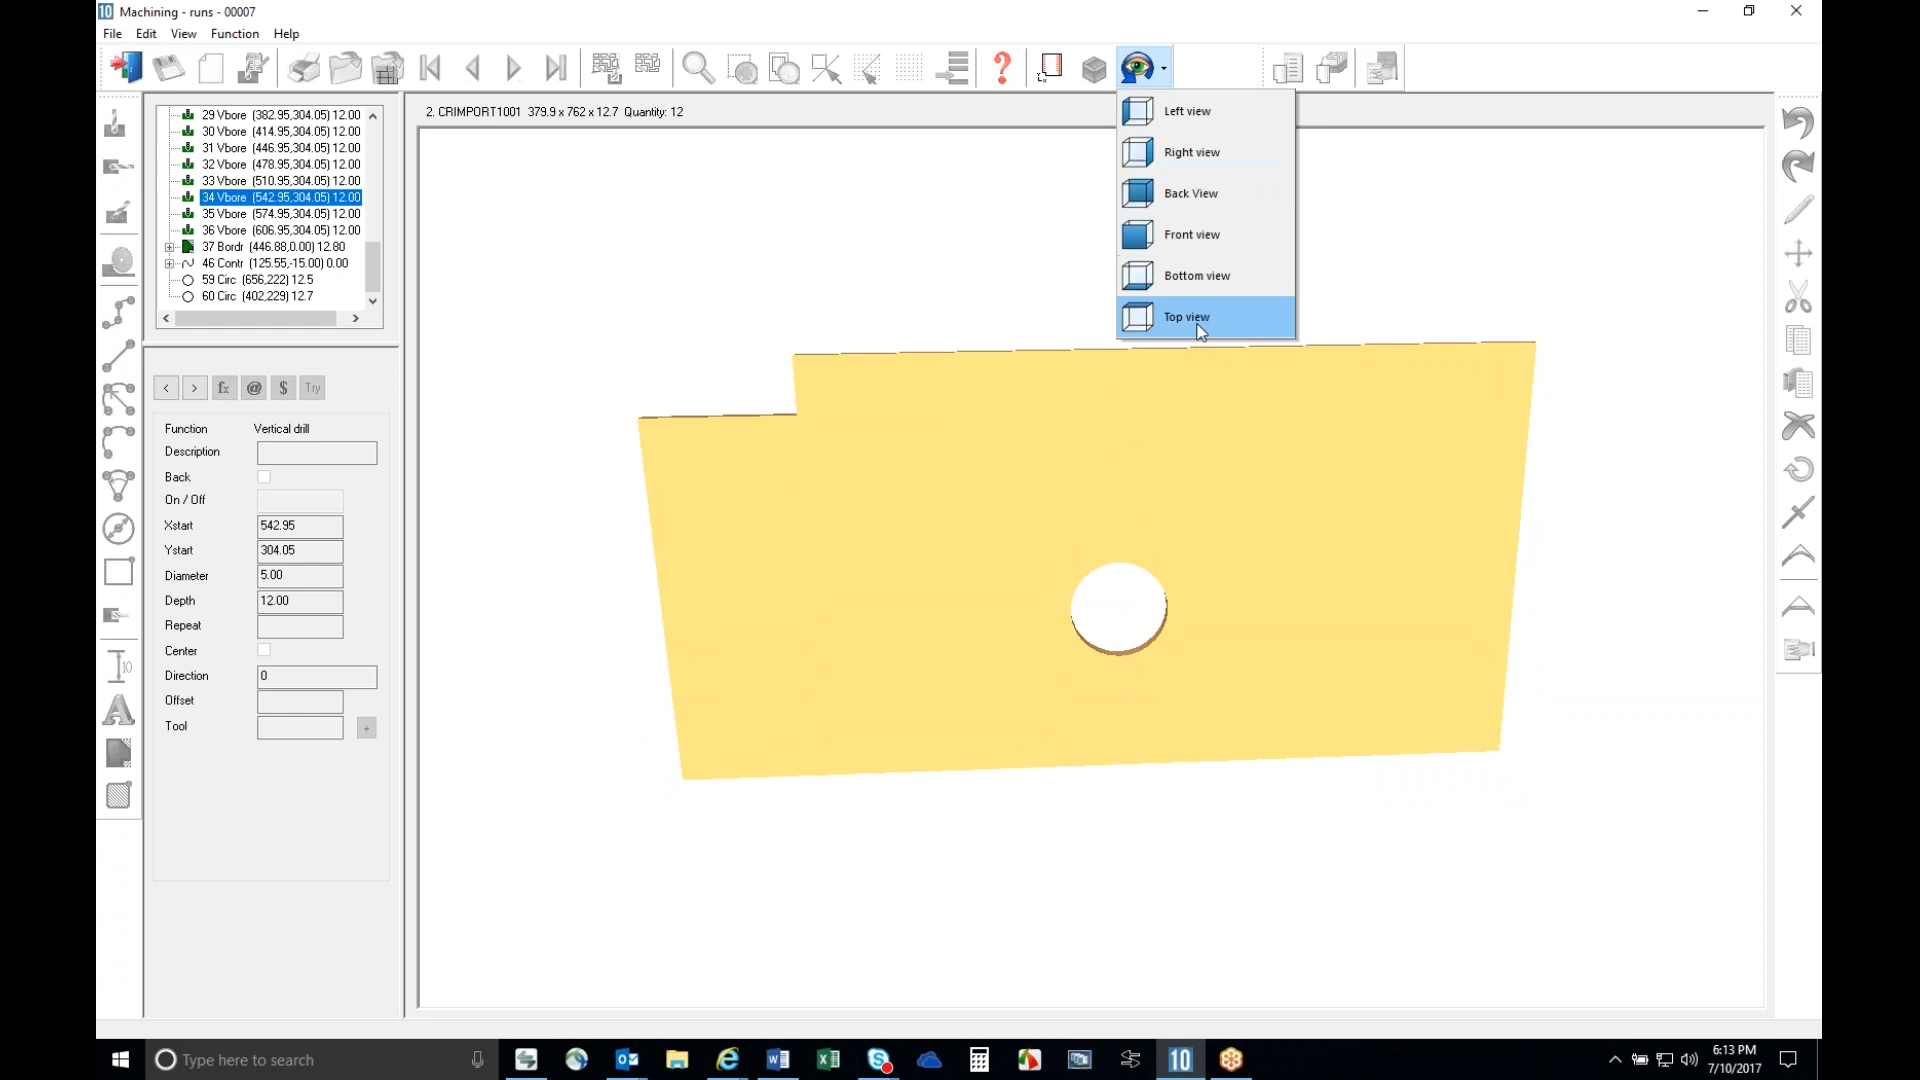 10 Machining - runs - 00007
File Edit View Function Help
2. CRIMPORT1001 379.9 x 762 x 12.7 Quantity: 12
29 Vbore (382.95,304.05) 12.00
30 Vbore (414.95,304.05) 12.00
31 Vbore (446.95,304.05) 12.00
32 Vbore (478.95,304.05) 12.00
33 Vbore (510.95,304.05) 12.00
34 Vbore (542.95,304.05) 12.00
35 Vbore (574.95,304.05) 12.00
36 Vbore (606.95,304.05) 12.00
37 Bordr (446.88,0.00) 12.80
46 Contr (125.55,-15.00) 0.00
59 Circ (656,222) 12.5
60 Circ (402,229) 12.7
Left view
Right view
Back View
Front view
Bottom view
Top view
< > fx @ $ Try
Function Vertical drill
Description
Back
On / Off
Xstart 542.95
Ystart 304.05
Diameter 5.00
Depth 12.00
Repeat
Center
Direction 0
Offset
Tool +
10
A
Type here to search
10
6:13 PM
7/10/2017